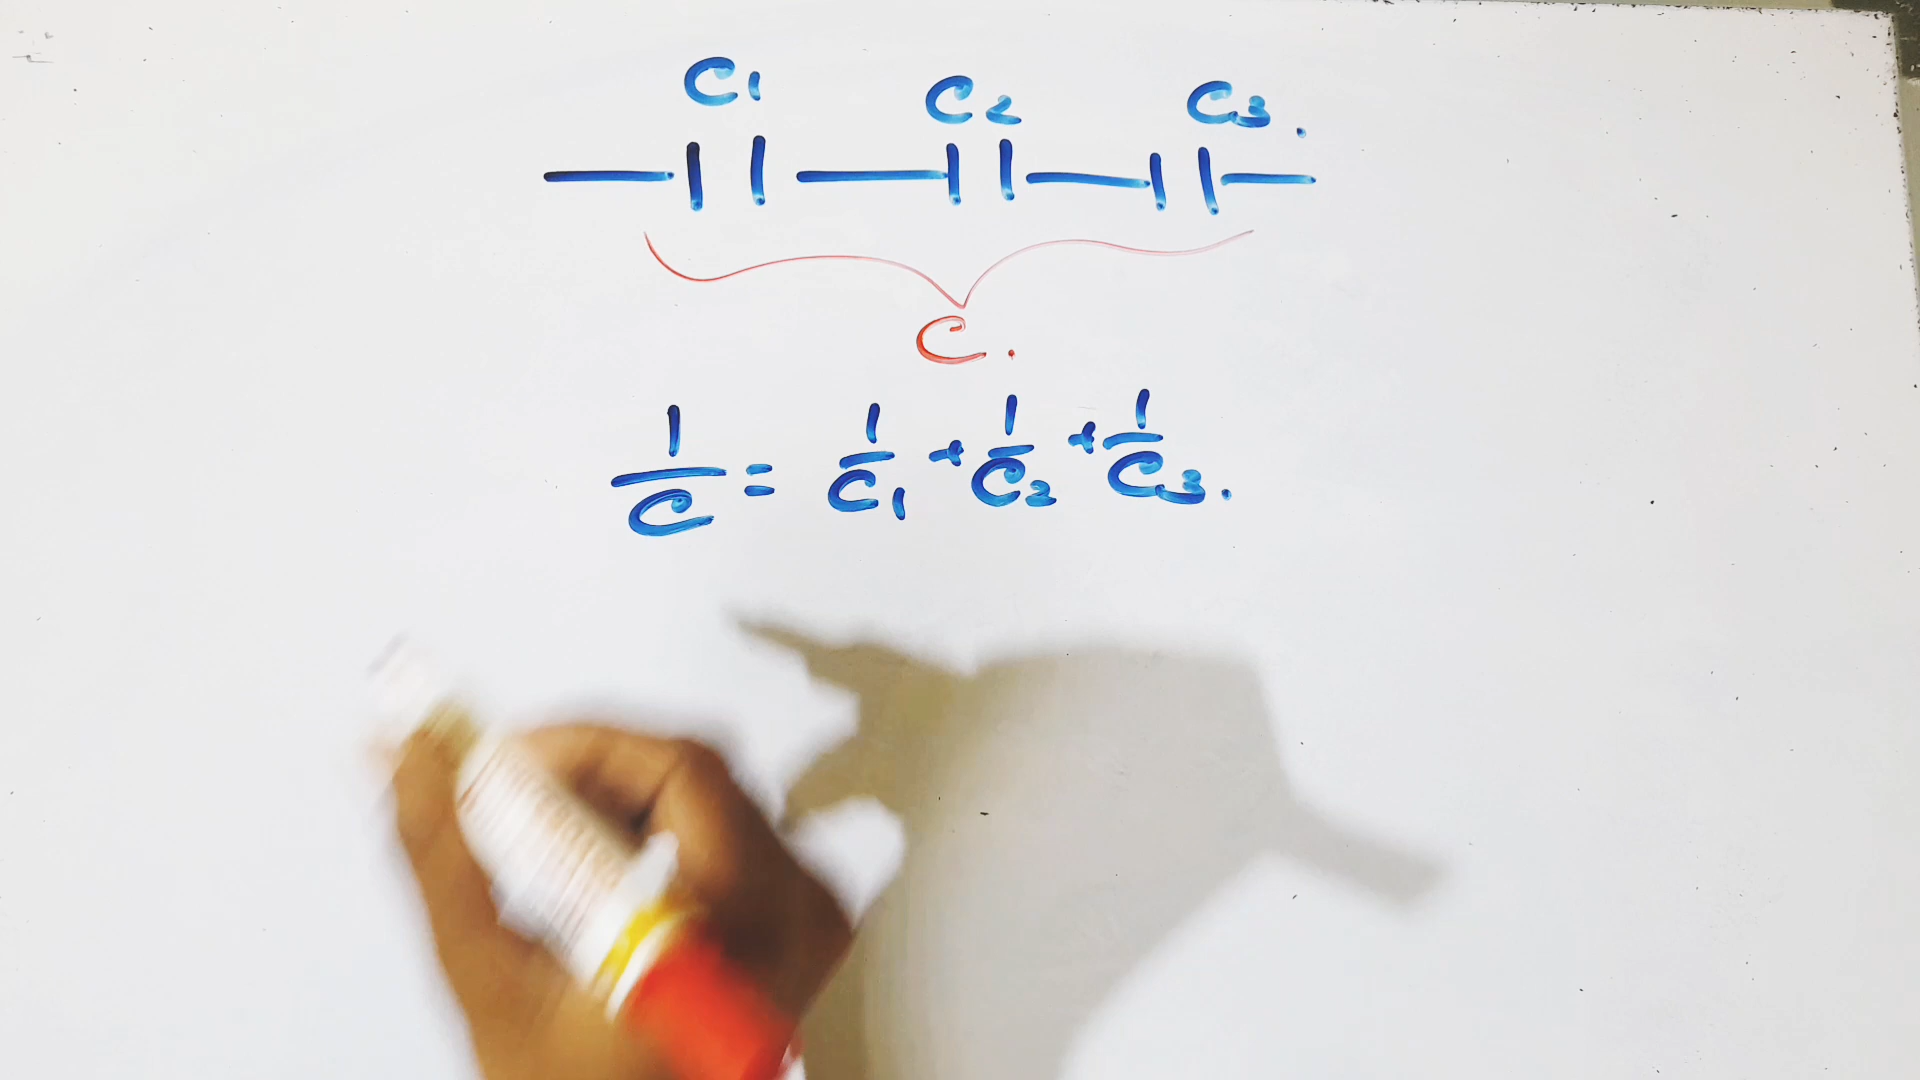 C1 C2 C3.
C.
1/C = 1/C1 + 1/C2 + 1/C3.